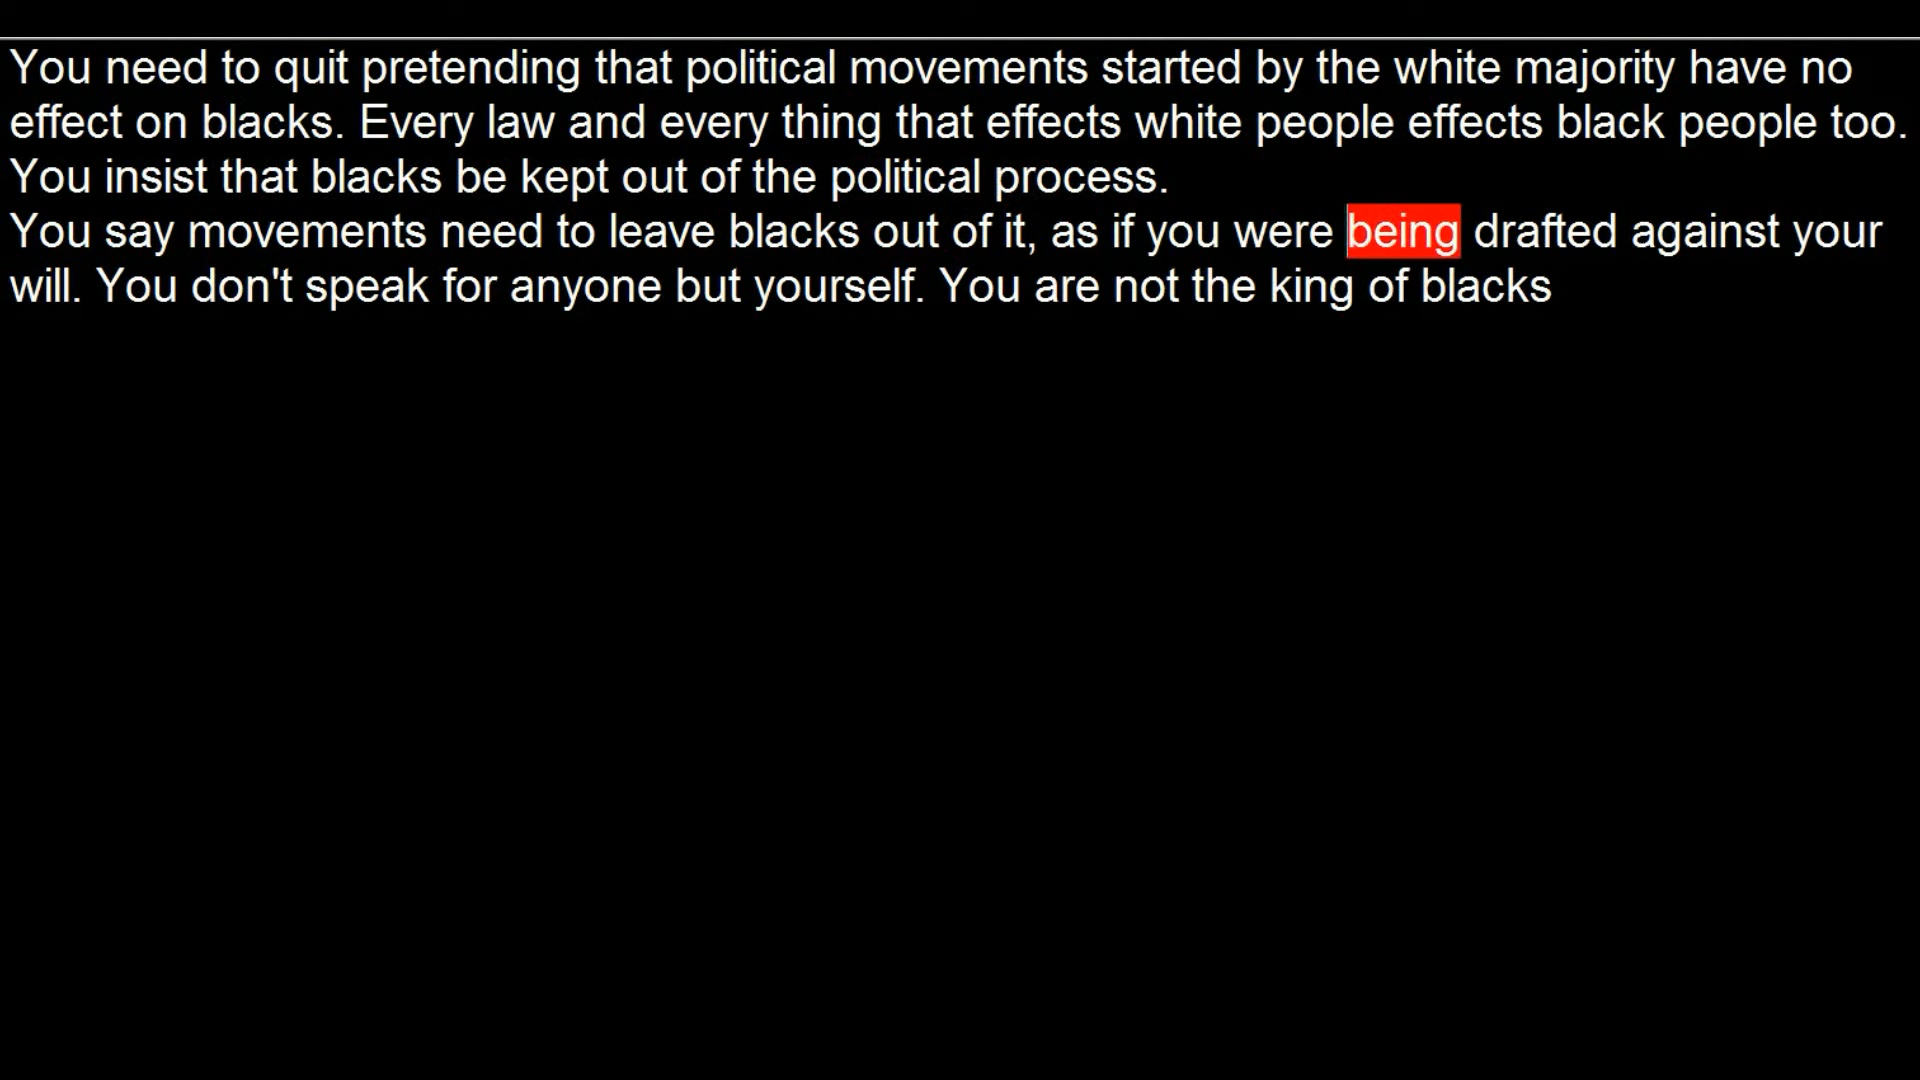 You need to quit pretending that political movements started by the white majority have no
effect on blacks. Every law and every thing that effects white people effects black people too.
You insist that blacks be kept out of the political process.
You say movements need to leave blacks out of it, as if you were being drafted against your
will. You don't speak for anyone but yourself. You are not the king of blacks